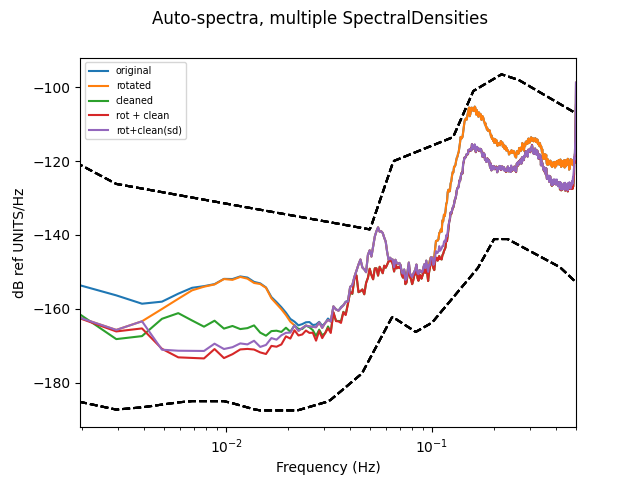 Auto-spectra, multiple SpectralDensities
original
rotated
cleaned
rot + clean
rot+clean(sd)
dB ref UNITS/Hz
−100
−120
−140
−160
−180
10⁻² 10⁻¹
Frequency (Hz)